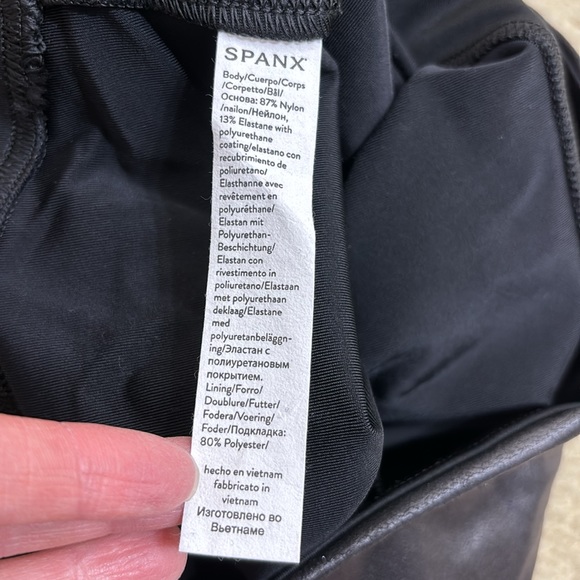 SPANX®
Body/Cuerpo/Corps
/Corpetto/Bål/
Основа: 87% Nylon
/nailon/Нейлон,
13% Elastane with
polyurethane
coating/elastano con
recubrimiento de
poliuretano/
Elasthanne avec
revêtement en
polyuréthane/
Elastan mit
Polyurethan-
Beschichtung/
Elastan con
rivestimento in
poliuretano/Elastaan
met polyurethaan
deklaag/Elastane
med
polyuretanbeläggn-
ing/Эластан с
полиуретановым
покрытием.
Lining/Forro/
Doublure/Futter/
Fodera/Voering/
Foder/Подкладка:
80% Polyester/
hecho en vietnam
fabbricato in
vietnam
Изготовлено во
Вьетнаме